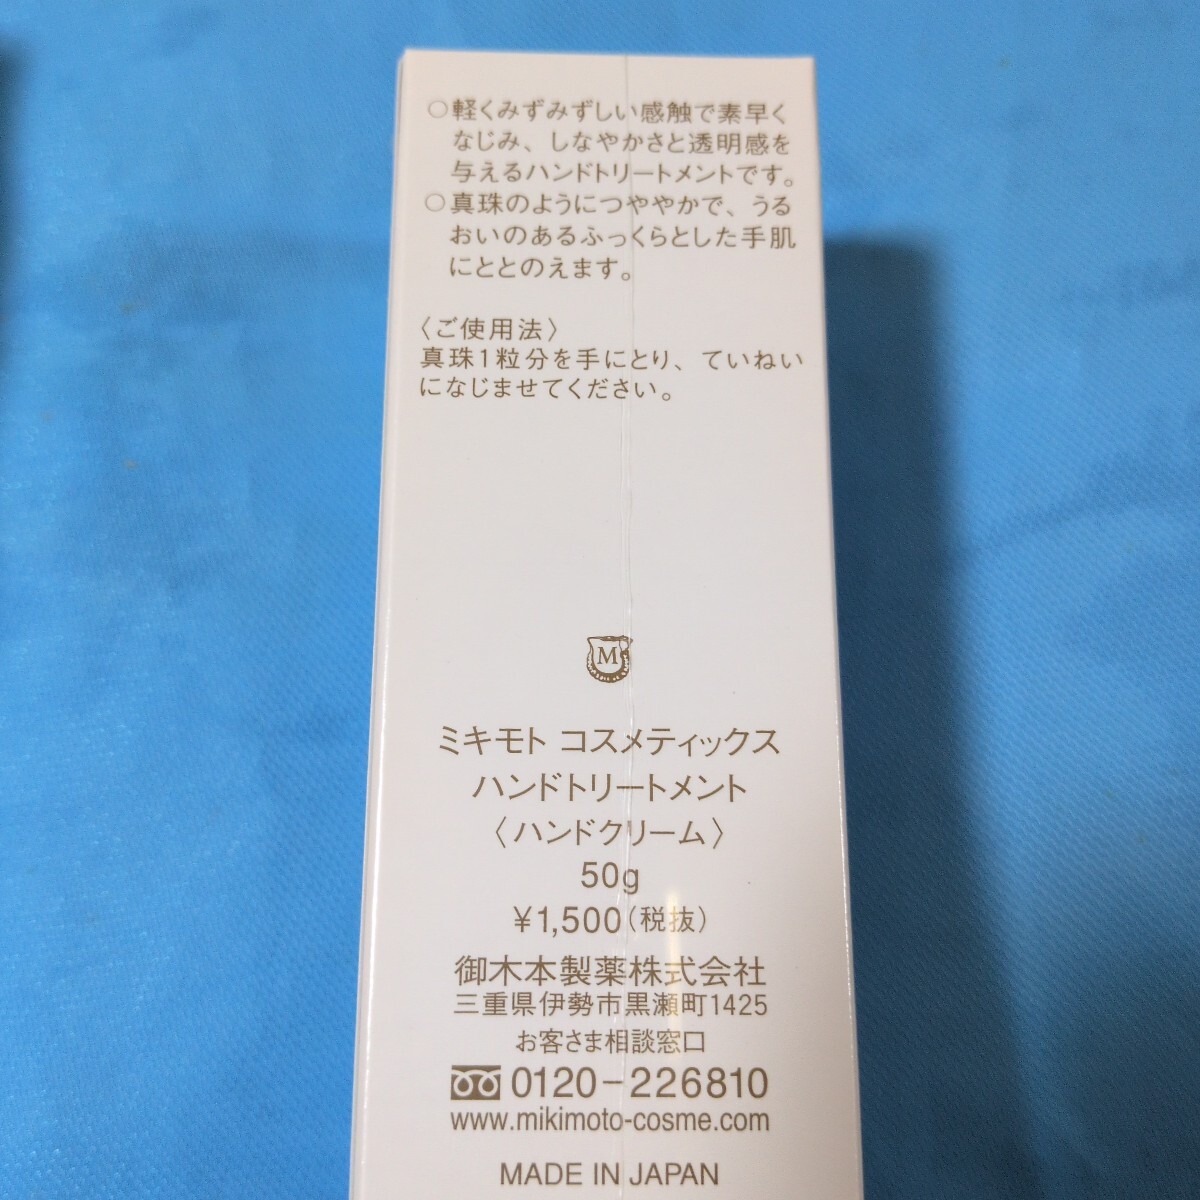 ○軽くみずみずしい感触で素早く
なじみ、しなやかさと透明感を
与えるハンドトリートメントです。
○真珠のようにつややかで、うる
おいのあるふっくらとした手肌
にととのえます。
〈ご使用法〉
真珠1粒分を手にとり、ていねい
になじませてください。
M
ミキモト コスメティックス
ハンドトリートメント
〈ハンドクリーム〉
50g
¥1,500(税抜)
御木本製薬株式会社
三重県伊勢市黒瀬町1425
お客さま相談窓口
0120-226810
www.mikimoto-cosme.com
MADE IN JAPAN